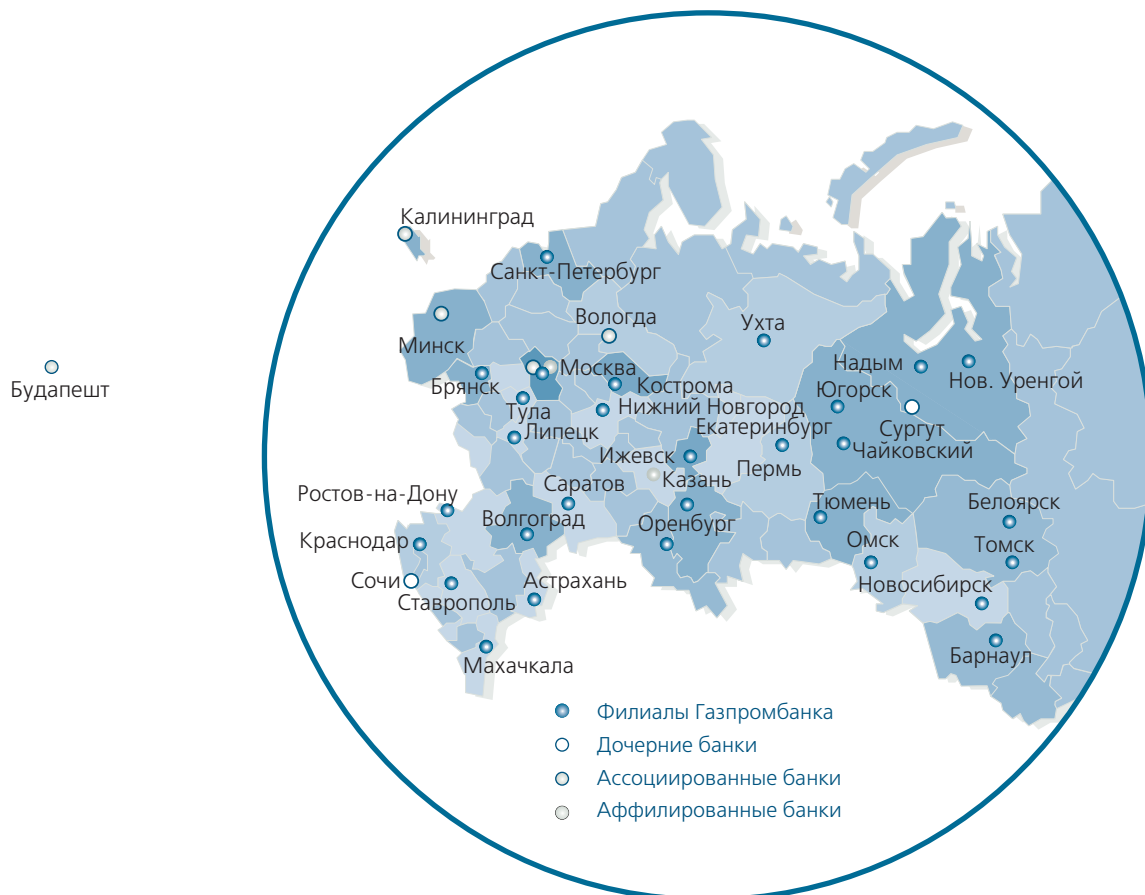 Калининград
Санкт-Петербург
Вологда
Ухта
Минск
Москва
Надым
Нов. Уренгой
Будапешт
Брянск
Кострома
Югорск
Тула
Нижний Новгород
Екатеринбург
Сургут
Липецк
Чайковский
Ижевск
Пермь
Казань
Саратов
Ростов-на-Дону
Тюмень
Белоярск
Волгоград
Оренбург
Краснодар
Омск
Томск
Сочи
Астрахань
Новосибирск
Ставрополь
Махачкала
Барнаул
Филиалы Газпромбанка
Дочерние банки
Ассоциированные банки
Аффилированные банки